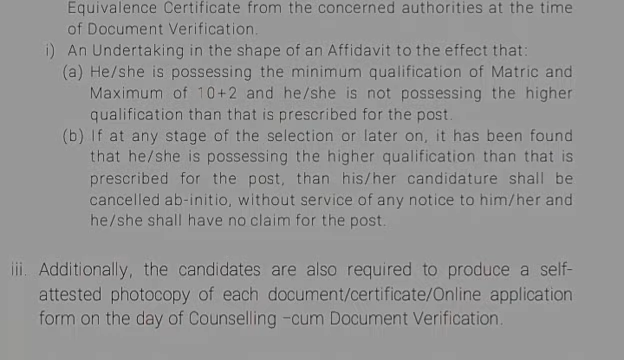 Equivalence Certificate from the concerned authorities at the time
of Document Verification.
i) An Undertaking in the shape of an Affidavit to the effect that:
(a) He/she is possessing the minimum qualification of Matric and
Maximum of 10+2 and he/she is not possessing the higher
qualification than that is prescribed for the post.
(b) If at any stage of the selection or later on, it has been found
that he/she is possessing the higher qualification than that is
prescribed for the post, than his/her candidature shall be
cancelled ab-initio, without service of any notice to him/her and
he/she shall have no claim for the post.
iii. Additionally, the candidates are also required to produce a self-
attested photocopy of each document/certificate/Online application
form on the day of Counselling –cum Document Verification.